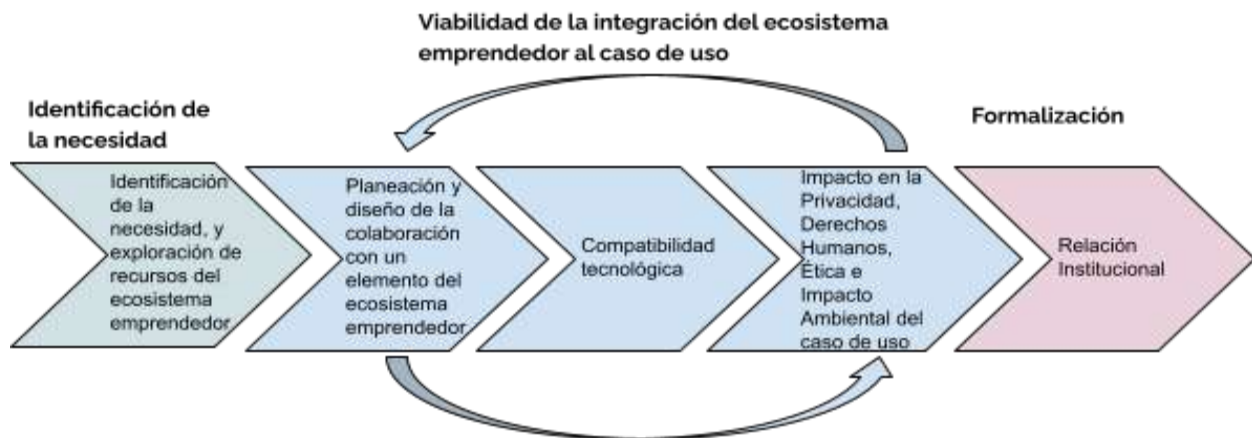 Viabilidad de la integración del ecosistema
emprendedor al caso de uso
Identificación de
la necesidad
Formalización
Identificación
de la
necesidad, y
exploración de
recursos del
ecosistema
emprendedor
Planeación y
diseño de la
colaboración
con un
elemento del
ecosistema
emprendedor
Compatibilidad
tecnológica
Impacto en la
Privacidad,
Derechos
Humanos,
Ética e
Impacto
Ambiental del
caso de uso
Relación
Institucional